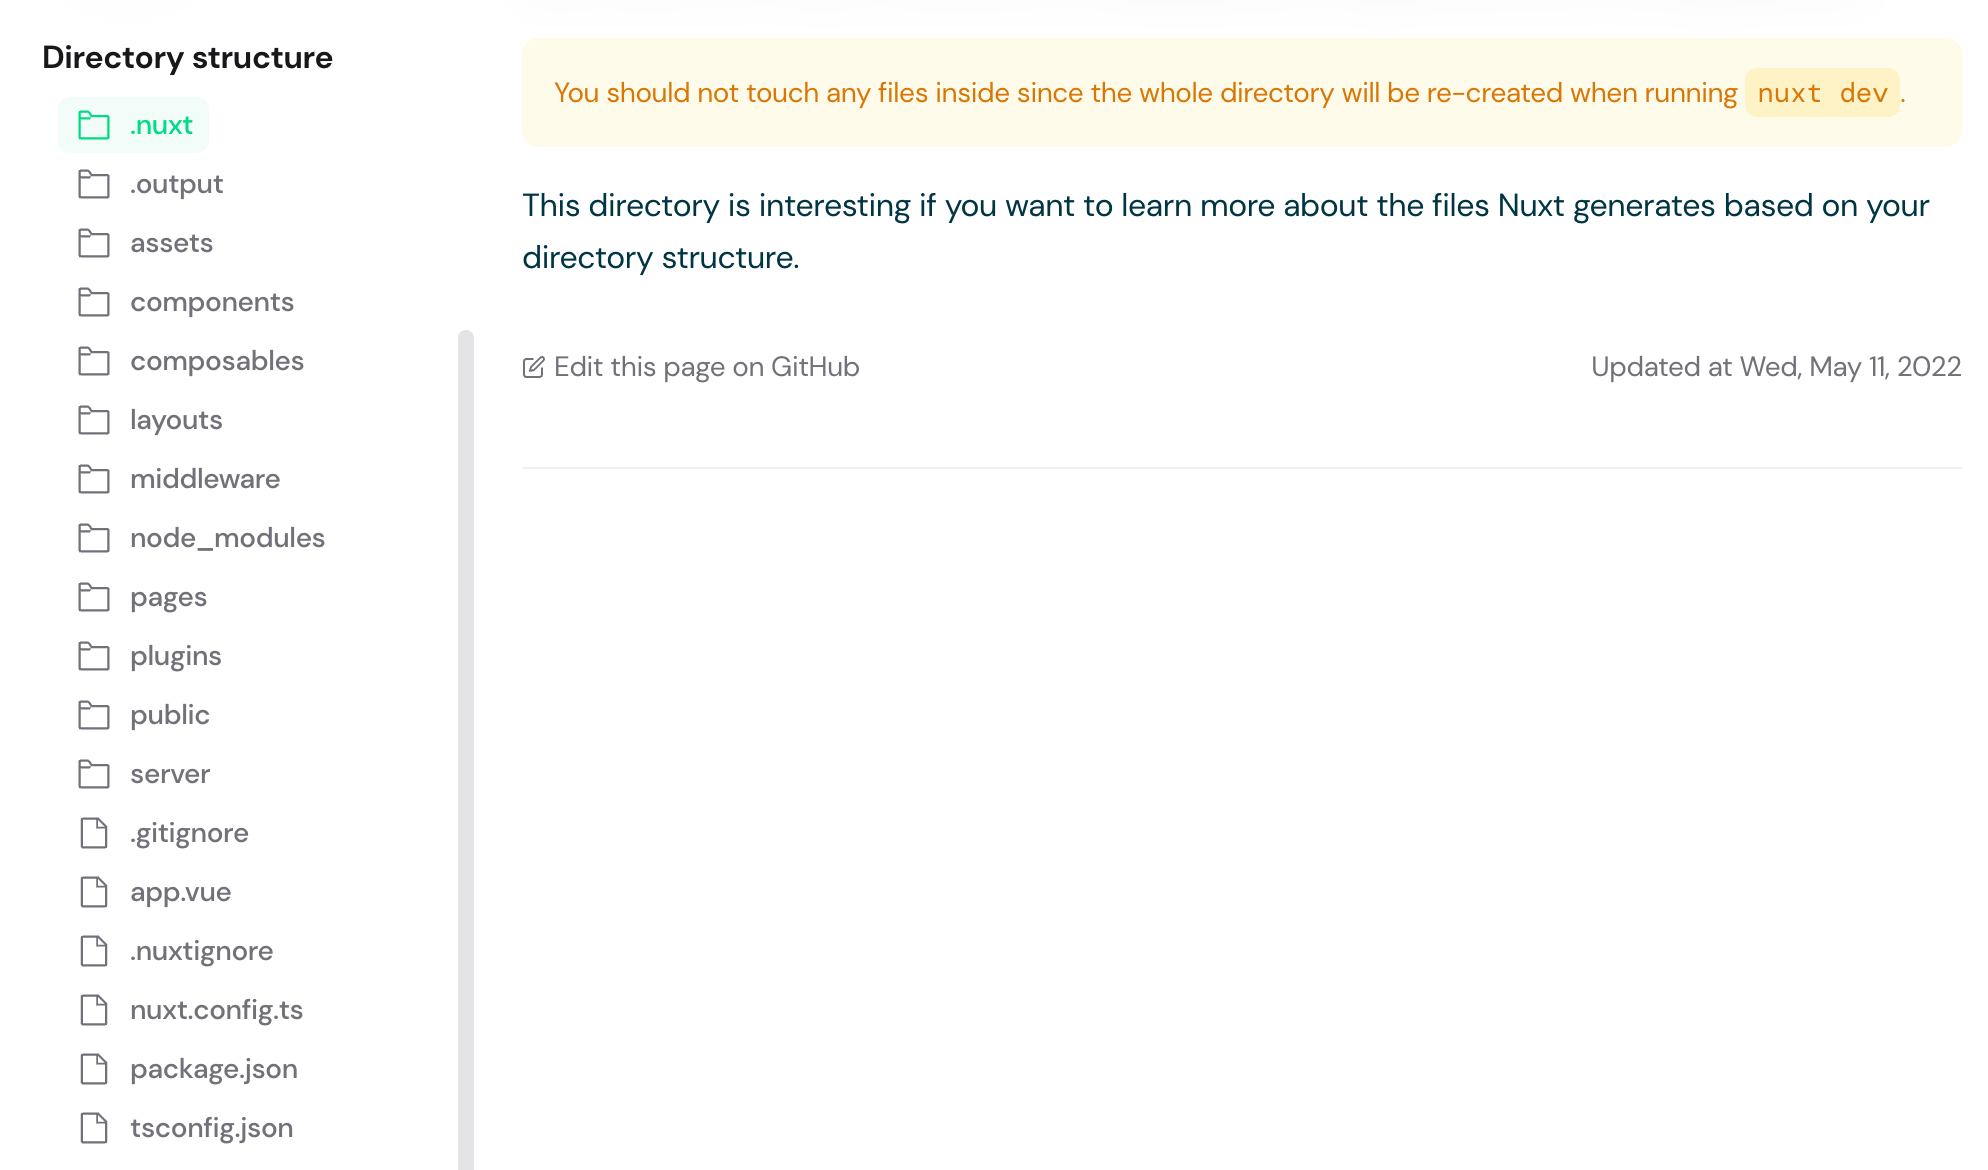 Directory structure
.nuxt
.output
assets
components
composables
layouts
middleware
node_modules
pages
plugins
public
server
.gitignore
app.vue
.nuxtignore
nuxt.config.ts
package.json
tsconfig.json
You should not touch any files inside since the whole directory will be re-created when running nuxt dev.
This directory is interesting if you want to learn more about the files Nuxt generates based on your
directory structure.
Edit this page on GitHub
Updated at Wed, May 11, 2022